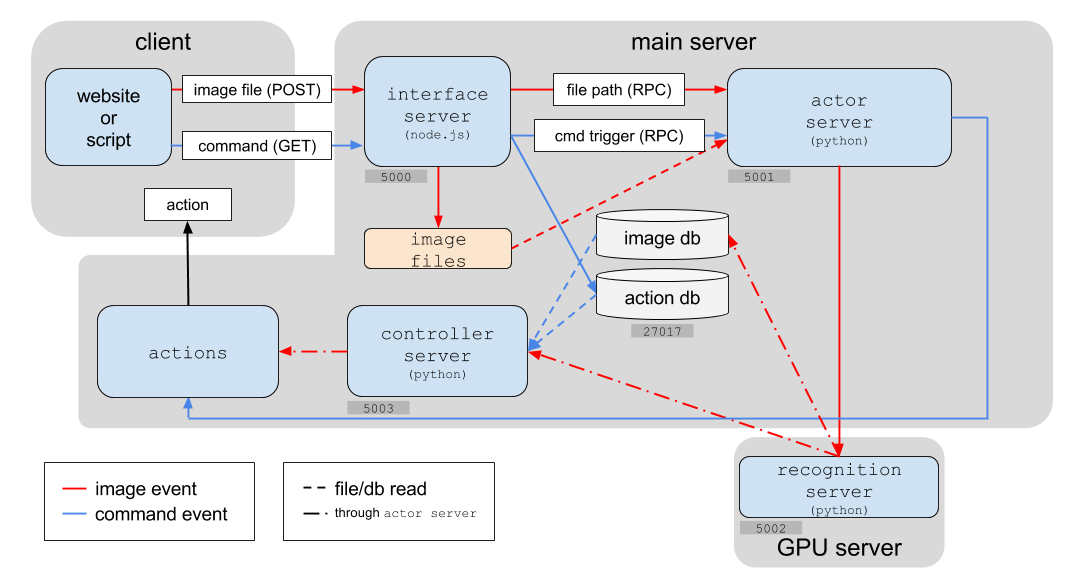 client
main server
website
or
script
image file (POST)
command (GET)
interface
server
(node.js)
5000
file path (RPC)
cmd trigger (RPC)
actor
server
(python)
5001
action
image
files
image db
action db
27017
actions
controller
server
(python)
5003
image event
command event
file/db read
through actor server
recognition
server
(python)
5002
GPU server